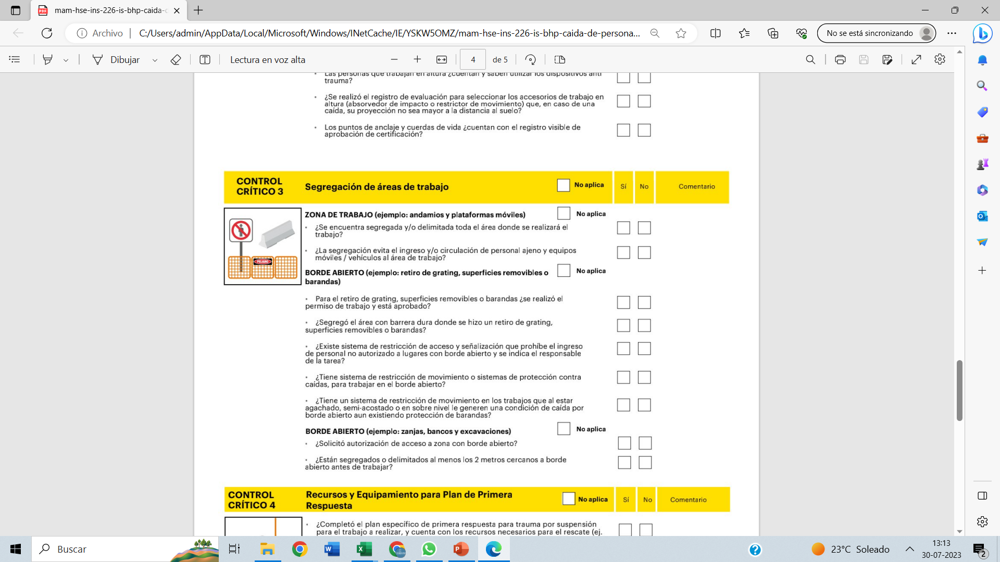 mam-hse-ins-226-is-bhp-caida-c
Archivo
C:/Users/admin/AppData/Local/Microsoft/Windows/INetCache/IE/YSKW5OMZ/mam-hse-ins-226-is-bhp-caida-de-persona...
No se está sincronizando
Dibujar
Lectura en voz alta
4
de 5
• Las personas que trabajan en altura ¿cuentan y saben utilizar los dispositivos anti
trauma?
• ¿Se realizó el registro de evaluación para seleccionar los accesorios de trabajo en
altura (absorvedor de impacto o restrictor de movimiento) que, en caso de una
caída, su proyección no sea mayor a la distancia al suelo?
• Los puntos de anclaje y cuerdas de vida ¿cuentan con el registro visible de
aprobación de certificación?
CONTROL
CRÍTICO 3
Segregación de áreas de trabajo
No aplica
Sí
No
Comentario
PELIGRO
ZONA DE TRABAJO (ejemplo: andamios y plataformas móviles)
No aplica
• ¿Se encuentra segregada y/o delimitada toda el área donde se realizará el
trabajo?
• ¿La segregación evita el ingreso y/o circulación de personal ajeno y equipos
móviles / vehículos al área de trabajo?
BORDE ABIERTO (ejemplo: retiro de grating, superficies removibles o
barandas)
No aplica
• Para el retiro de grating, superficies removibles o barandas ¿se realizó el
permiso de trabajo y está aprobado?
• ¿Segregó el área con barrera dura donde se hizo un retiro de grating,
superficies removibles o barandas?
• ¿Existe sistema de restricción de acceso y señalización que prohíbe el ingreso
de personal no autorizado a lugares con borde abierto y se indica el responsable
de la tarea?
• ¿Tiene sistema de restricción de movimiento o sistemas de protección contra
caídas, para trabajar en el borde abierto?
• ¿Tiene un sistema de restricción de movimiento en los trabajos que al estar
agachado, semi-acostado o en sobre nivel le generen una condición de caída por
borde abierto aun existiendo protección de barandas?
BORDE ABIERTO (ejemplo: zanjas, bancos y excavaciones)
No aplica
• ¿Solicitó autorización de acceso a zona con borde abierto?
• ¿Están segregados o delimitados al menos los 2 metros cercanos a borde
abierto antes de trabajar?
CONTROL
CRÍTICO 4
Recursos y Equipamiento para Plan de Primera
Respuesta
No aplica
Sí
No
Comentario
• ¿Completó el plan específico de primera respuesta para trauma por suspensión
para el trabajo a realizar, y cuenta con los recursos necesarios para el rescate (ej.
Buscar
23°C Soleado
13:13
30-07-2023
2